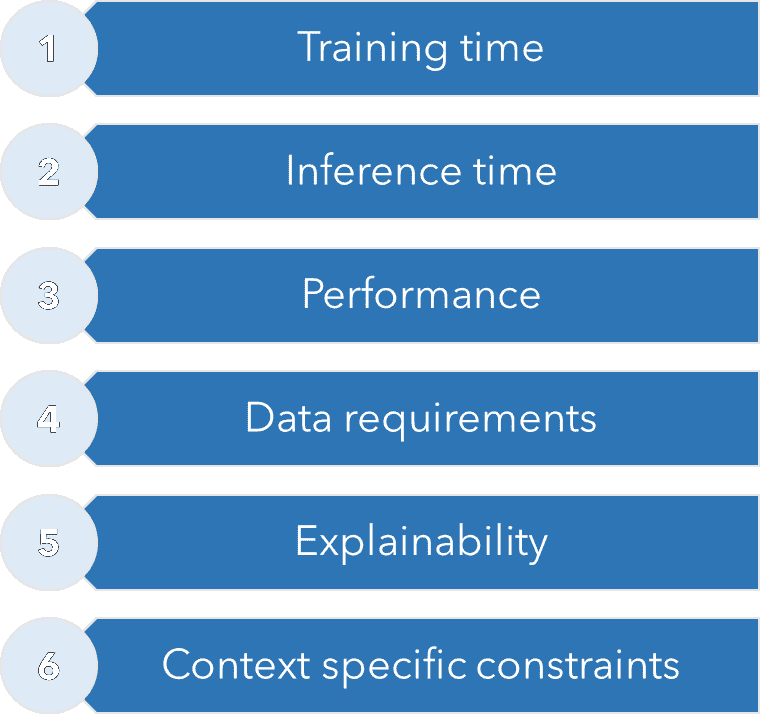 1 Training time
2 Inference time
3 Performance
4 Data requirements
5 Explainability
6 Context specific constraints